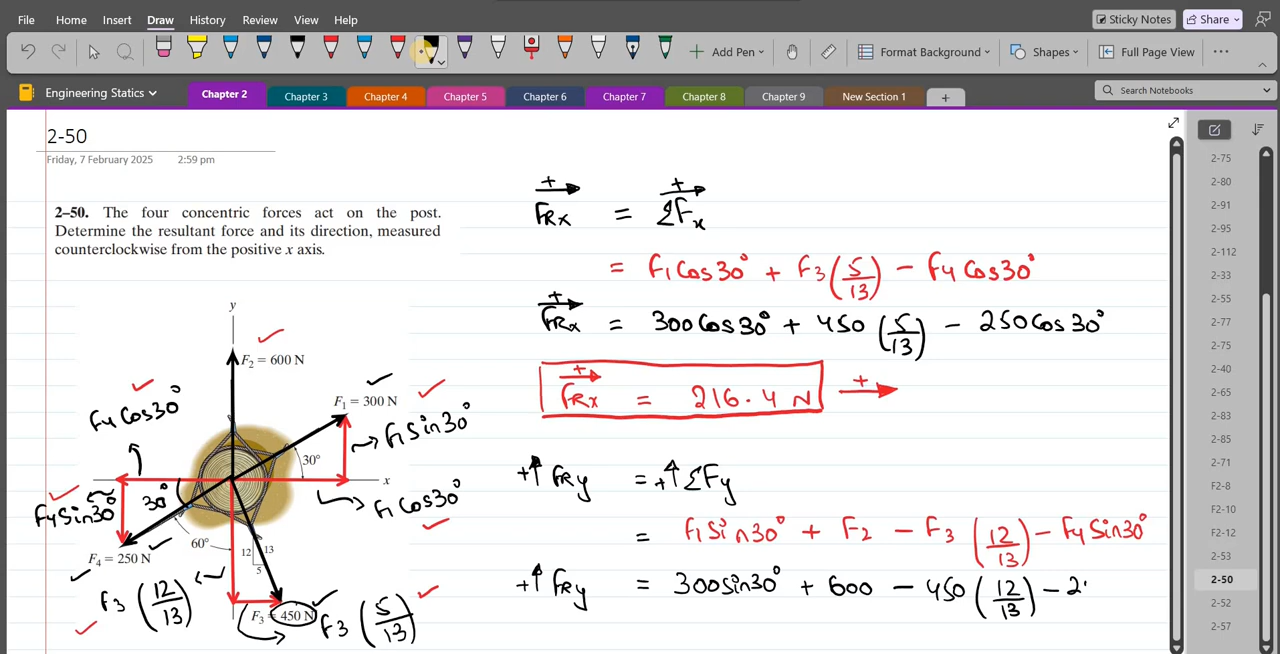 File Home Insert Draw History Review View Help
Sticky Notes Share
Add Pen Format Background Shapes Full Page View
Engineering Statics Chapter 2 Chapter 3 Chapter 4 Chapter 5 Chapter 6 Chapter 7 Chapter 8 Chapter 9 New Section 1 + Search Notebooks
2-50
Friday, 7 February 2025 2:59 pm
2–50. The four concentric forces act on the post.
Determine the resultant force and its direction, measured
counterclockwise from the positive x axis.
y
F₂ = 600 N
F₄ Cos30°
F₁ = 300 N
F₁ Sin30°
30°
x
F₁ Cos30°
F₄ Sin30°
30°
60°
12 13
5
F₄ = 250 N
F₃ (12/13)
F₃ = 450 N
F₃ (5/13)
+→ FRx = +→ ΣFx
= F₁ Cos30° + F₃ (5/13) − F₄ Cos30°
+→ FRx = 300 Cos30° + 450 (5/13) − 250 Cos30°
+→ FRx = 216.4 N +→
+↑ FRy = +↑ ΣFy
= F₁ Sin30° + F₂ − F₃ (12/13) − F₄ Sin30°
+↑ FRy = 300 sin30° + 600 − 450 (12/13) − 2
2-75
2-80
2-91
2-95
2-112
2-33
2-55
2-77
2-75
2-40
2-65
2-83
2-85
2-71
F2-8
F2-10
F2-12
2-53
2-50
2-52
2-57